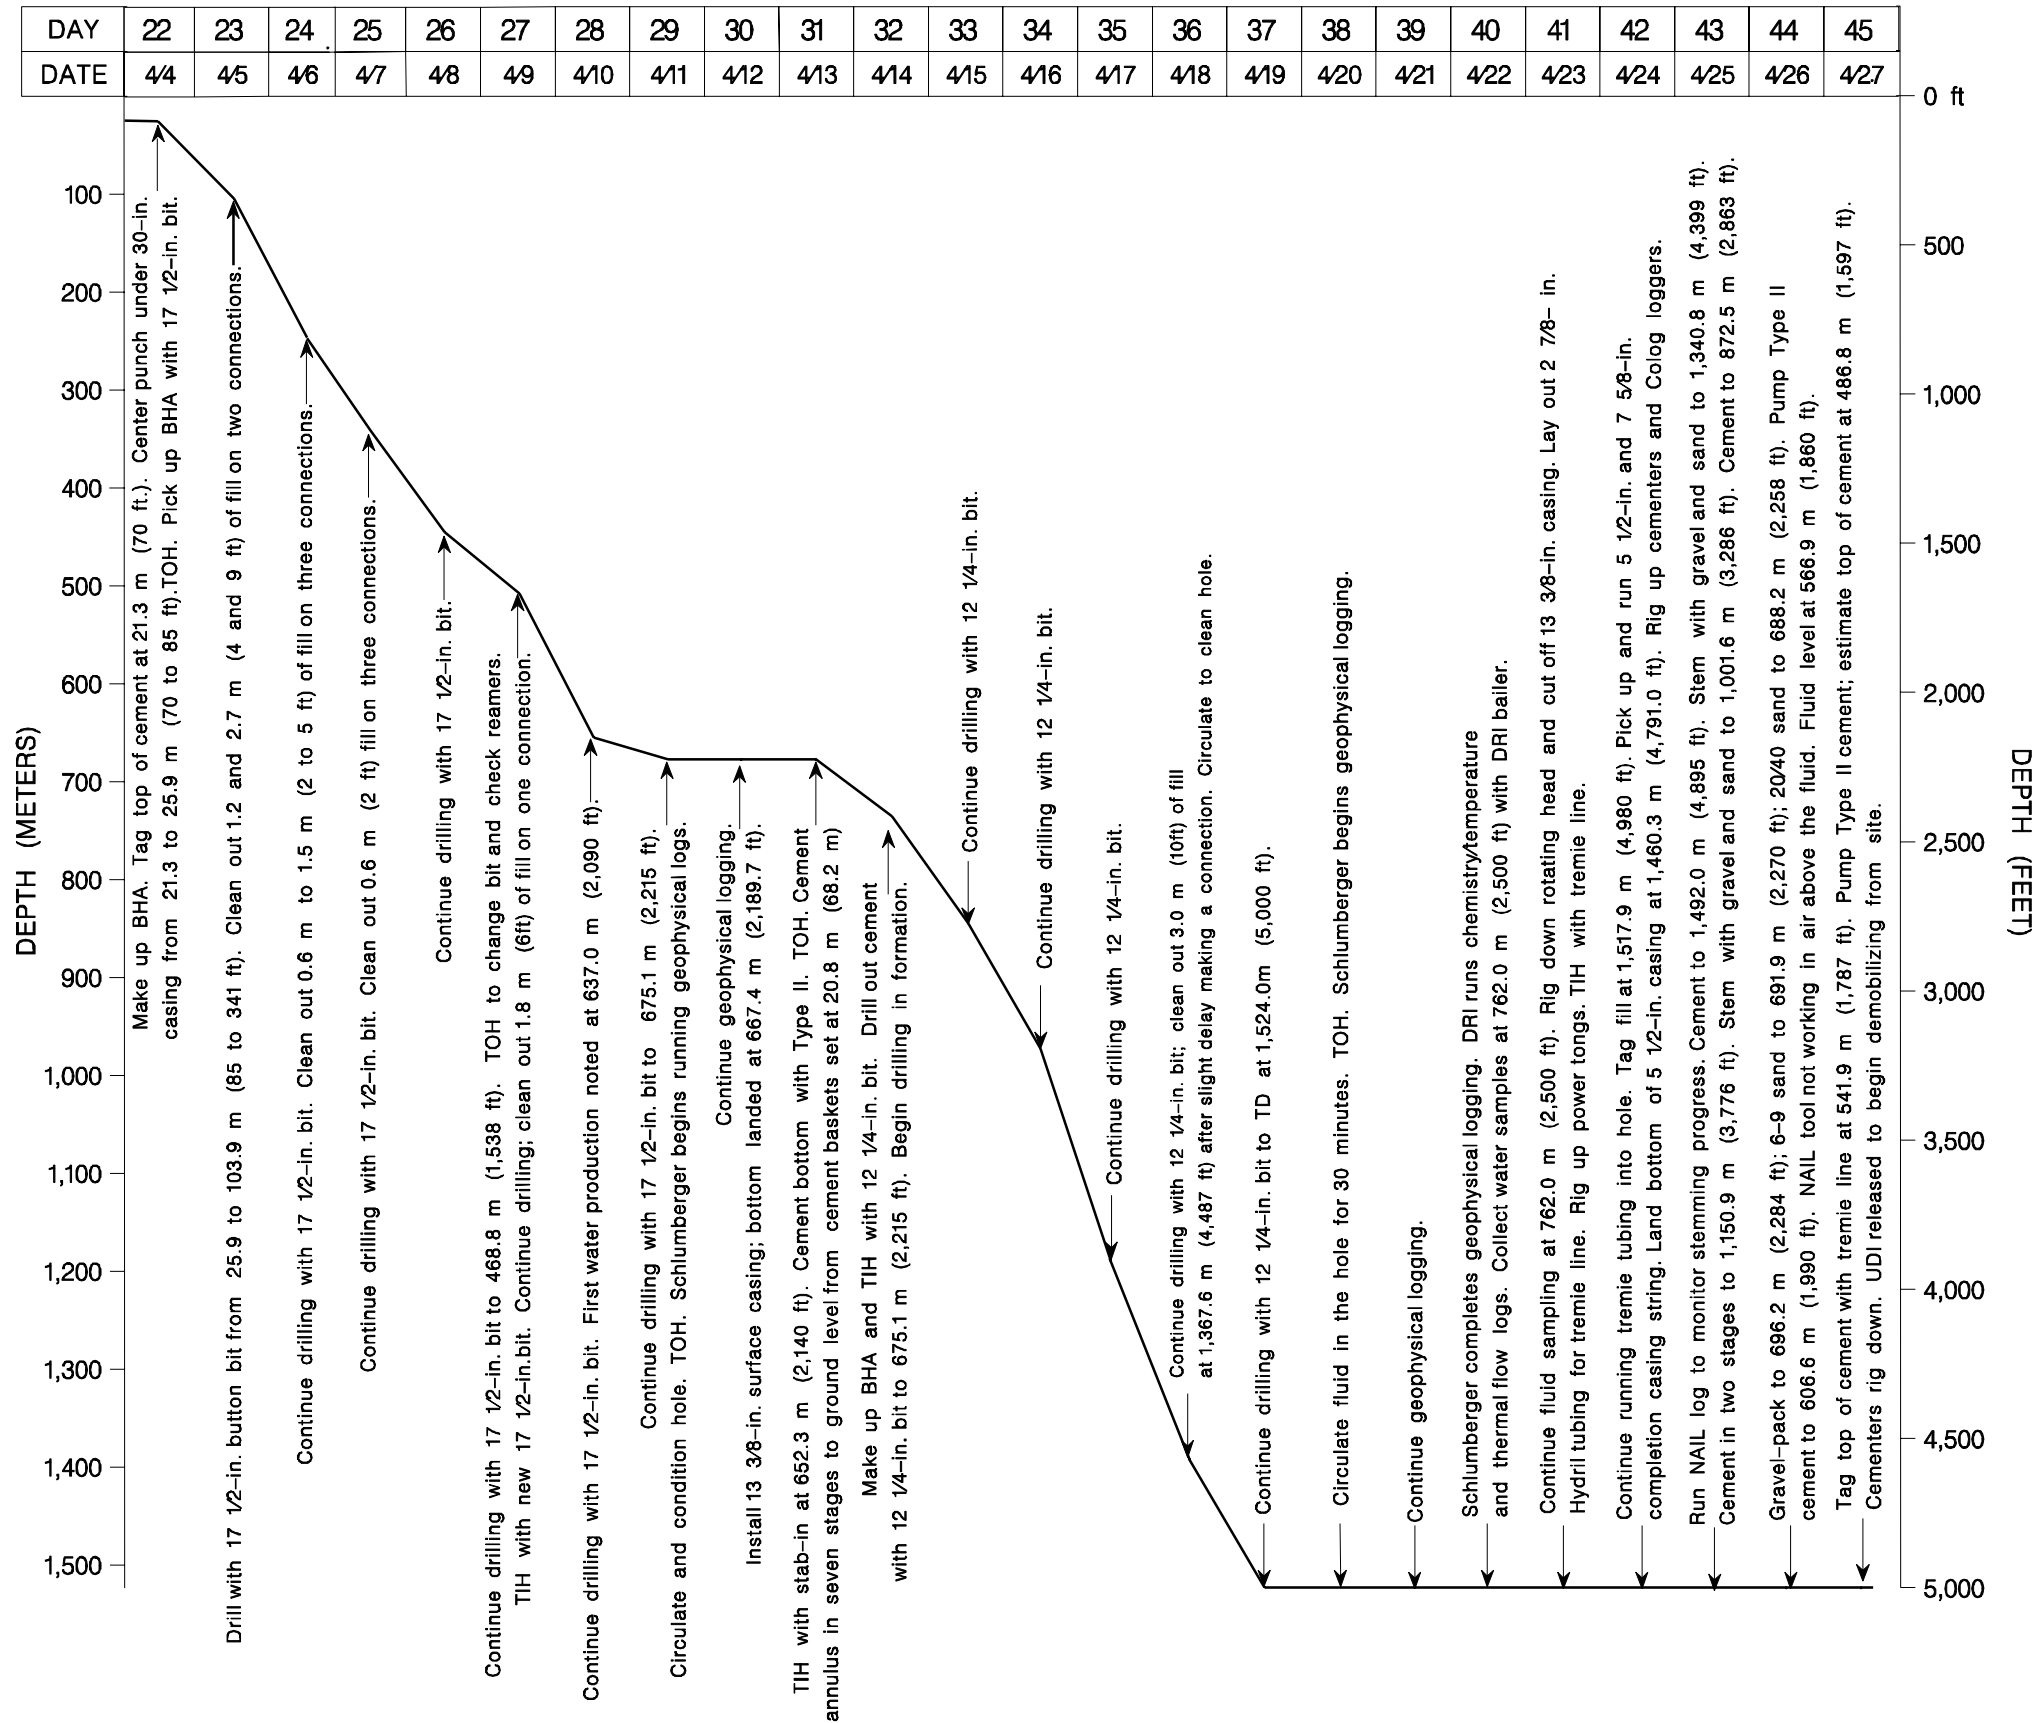 DAY 22 23 24 25 26 27 28 29 30 31 32 33 34 35 36 37 38 39 40 41 42 43 44 45
DATE 4/4 4/5 4/6 4/7 4/8 4/9 4/10 4/11 4/12 4/13 4/14 4/15 4/16 4/17 4/18 4/19 4/20 4/21 4/22 4/23 4/24 4/25 4/26 4/27
DEPTH (METERS)
100
200
300
400
500
600
700
800
900
1,000
1,100
1,200
1,300
1,400
1,500
Make up BHA. Tag top of cement at 21.3 m (70 ft.). Center punch under 30-in.
casing from 21.3 to 25.9 m (70 to 85 ft).TOH. Pick up BHA with 17 1/2-in. bit.
Drill with 17 1/2-in. button bit from 25.9 to 103.9 m (85 to 341 ft). Clean out 1.2 and 2.7 m (4 and 9 ft) of fill on two connections.
Continue drilling with 17 1/2-in. bit. Clean out 0.6 m to 1.5 m (2 to 5 ft) of fill on three connections.
Continue drilling with 17 1/2-in. bit. Clean out 0.6 m (2 ft) fill on three connections.
Continue drilling with 17 1/2-in. bit.
Continue drilling with 17 1/2-in. bit to 468.8 m (1,538 ft). TOH to change bit and check reamers.
TIH with new 17 1/2-in.bit. Continue drilling; clean out 1.8 m (6ft) of fill on one connection.
Continue drilling with 17 1/2-in. bit. First water production noted at 637.0 m (2,090 ft).
Continue drilling with 17 1/2-in. bit to 675.1 m (2,215 ft).
Circulate and condition hole. TOH. Schlumberger begins running geophysical logs.
Continue geophysical logging.
Install 13 3/8-in. surface casing; bottom landed at 667.4 m (2,189.7 ft).
TIH with stab-in at 652.3 m (2,140 ft). Cement bottom with Type II. TOH. Cement
annulus in seven stages to ground level from cement baskets set at 20.8 m (68.2 m)
Make up BHA and TIH with 12 1/4-in. bit. Drill out cement
with 12 1/4-in. bit to 675.1 m (2,215 ft). Begin drilling in formation.
Continue drilling with 12 1/4-in. bit.
Continue drilling with 12 1/4-in. bit.
Continue drilling with 12 1/4-in. bit.
Continue drilling with 12 1/4-in. bit; clean out 3.0 m (10ft) of fill
at 1,367.6 m (4,487 ft) after slight delay making a connection. Circulate to clean hole.
Continue drilling with 12 1/4-in. bit to TD at 1,524.0m (5,000 ft).
Circulate fluid in the hole for 30 minutes. TOH. Schlumberger begins geophysical logging.
Continue geophysical logging.
Schlumberger completes geophysical logging. DRI runs chemistry/temperature
and thermal flow logs. Collect water samples at 762.0 m (2,500 ft) with DRI bailer.
Continue fluid sampling at 762.0 m (2,500 ft). Rig down rotating head and cut off 13 3/8-in. casing. Lay out 2 7/8- in.
Hydril tubing for tremie line. Rig up power tongs. TIH with tremie line.
Continue running tremie tubing into hole. Tag fill at 1,517.9 m (4,980 ft). Pick up and run 5 1/2-in. and 7 5/8-in.
completion casing string. Land bottom of 5 1/2-in. casing at 1,460.3 m (4,791.0 ft). Rig up cementers and Colog loggers.
Run NAIL log to monitor stemming progress. Cement to 1,492.0 m (4,895 ft). Stem with gravel and sand to 1,340.8 m (4,399 ft).
Cement in two stages to 1,150.9 m (3,776 ft). Stem with gravel and sand to 1,001.6 m (3,286 ft). Cement to 872.5 m (2,863 ft).
Gravel-pack to 696.2 m (2,284 ft); 6-9 sand to 691.9 m (2,270 ft); 20/40 sand to 688.2 m (2,258 ft). Pump Type II
cement to 606.6 m (1,990 ft). NAIL tool not working in air above the fluid. Fluid level at 566.9 m (1,860 ft).
Tag top of cement with tremie line at 541.9 m (1,787 ft). Pump Type II cement; estimate top of cement at 486.8 m (1,597 ft).
Cementers rig down. UDI released to begin demobilizing from site.
0 ft
500
1,000
1,500
2,000
2,500
3,000
3,500
4,000
4,500
5,000
DEPTH (FEET)